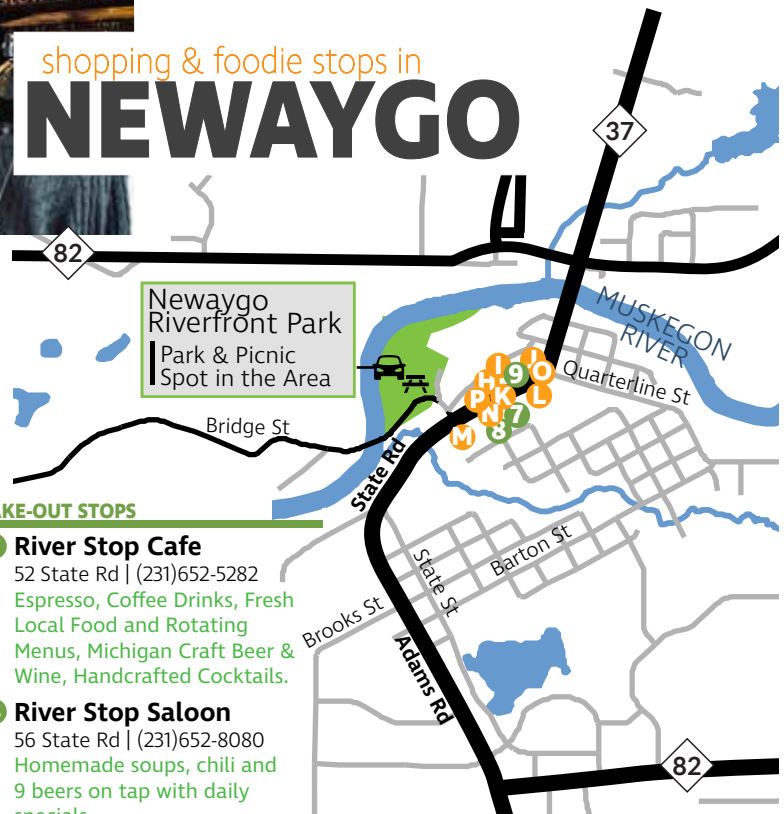 shopping & foodie stops in
NEWAYGO
37
82
Newaygo
Riverfront Park
Park & Picnic
Spot in the Area
MUSKEGON
RIVER
I
J
9
O
H
K
P
L
N
7
8
M
Quarterline St
Bridge St
State Rd
State St
Barton St
Brooks St
Adams Rd
82
AKE-OUT STOPS
River Stop Cafe
52 State Rd | (231)652-5282
Espresso, Coffee Drinks, Fresh
Local Food and Rotating
Menus, Michigan Craft Beer &
Wine, Handcrafted Cocktails.
River Stop Saloon
56 State Rd | (231)652-8080
Homemade soups, chili and
9 beers on tap with daily
specials